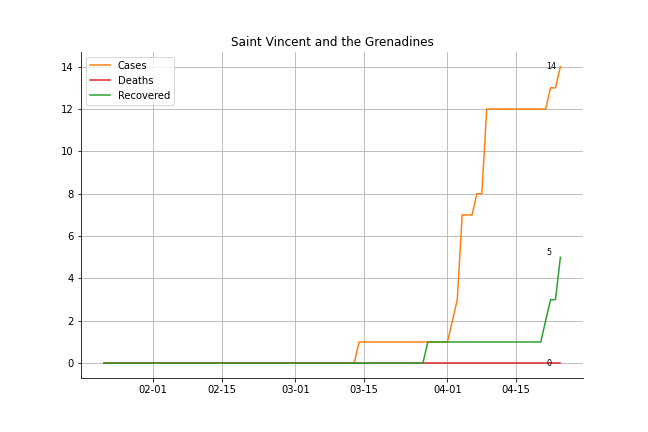 Saint Vincent and the Grenadines
Cases
Deaths
Recovered
14
12
10
8
6
4
2
0
14
5
0
02-01 02-15 03-01 03-15 04-01 04-15